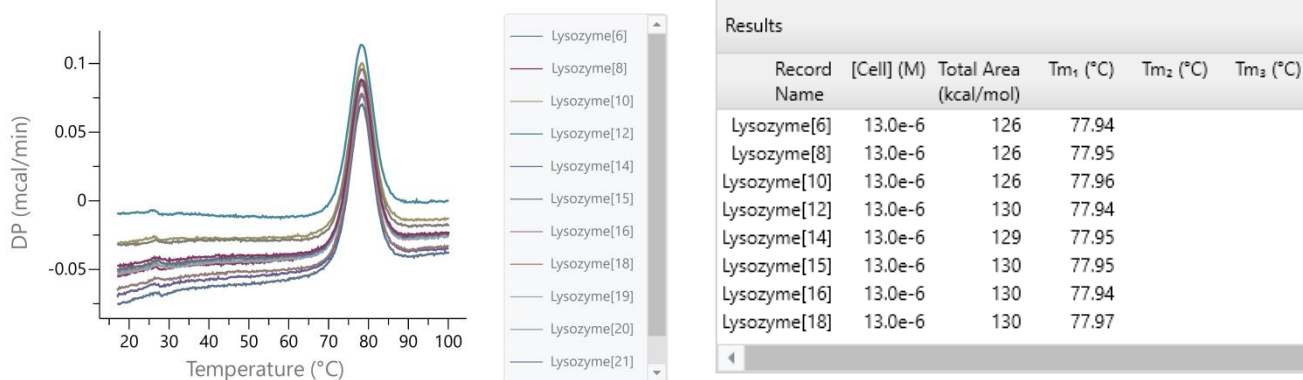 DP (mcal/min)
0.1
0.05
0
-0.05
20 30 40 50 60 70 80 90 100
Temperature (°C)
Lysozyme[6]
Lysozyme[8]
Lysozyme[10]
Lysozyme[12]
Lysozyme[14]
Lysozyme[15]
Lysozyme[16]
Lysozyme[18]
Lysozyme[19]
Lysozyme[20]
Lysozyme[21]
Results
Record Name [Cell] (M) Total Area (kcal/mol) Tm₁ (°C) Tm₂ (°C) Tm₃ (°C)
Lysozyme[6] 13.0e-6 126 77.94
Lysozyme[8] 13.0e-6 126 77.95
Lysozyme[10] 13.0e-6 126 77.96
Lysozyme[12] 13.0e-6 130 77.94
Lysozyme[14] 13.0e-6 129 77.95
Lysozyme[15] 13.0e-6 130 77.95
Lysozyme[16] 13.0e-6 130 77.94
Lysozyme[18] 13.0e-6 130 77.97